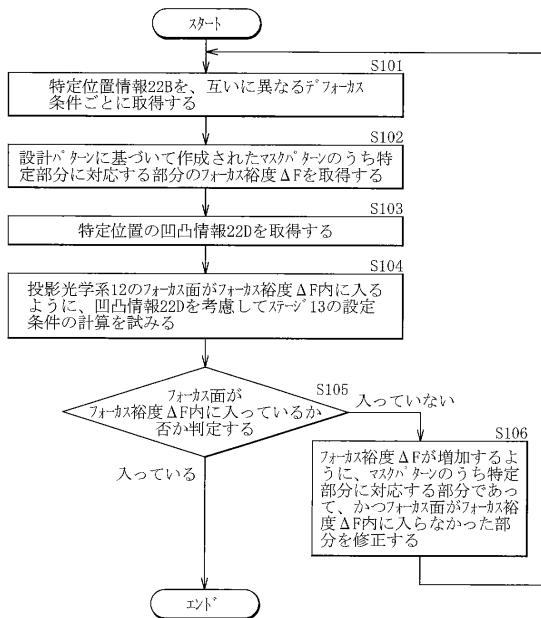 スタート
S101
特定位置情報22Bを、互いに異なるデフォーカス
条件ごとに取得する
S102
設計パターンに基づいて作成されたマスクパターンのうち特
定部分に対応する部分のフォーカス裕度ΔFを取得する
S103
特定位置の凹凸情報22Dを取得する
S104
投影光学系12のフォーカス面がフォーカス裕度ΔF内に入る
ように、凹凸情報22Dを考慮してステージ13の設定
条件の計算を試みる
S105
フォーカス面が
フォーカス裕度ΔF内に入っているか
否か判定する
入っていない
入っている
S106
フォーカス裕度ΔFが増加するよ
うに、マスクパターンのうち特定
部分に対応する部分であっ
て、かつフォーカス面がフォーカス裕
度ΔF内に入らなかった部
分を修正する
エンド